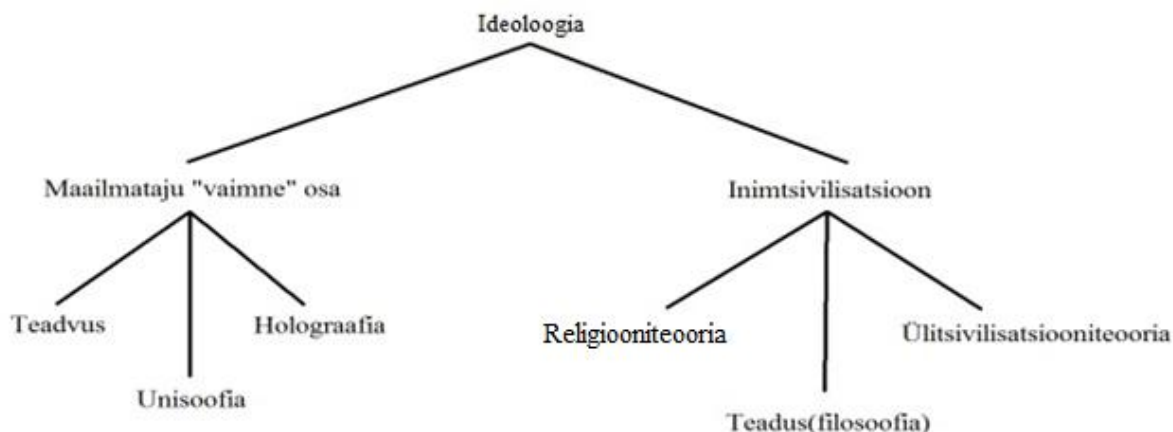 Ideoloogia
Maailmataju "vaimne" osa
Inimtsivilisatsioon
Teadvus
Holograafia
Religiooniteooria
Ülitsivilisatsiooniteooria
Unisoofia
Teadus(filosoofia)